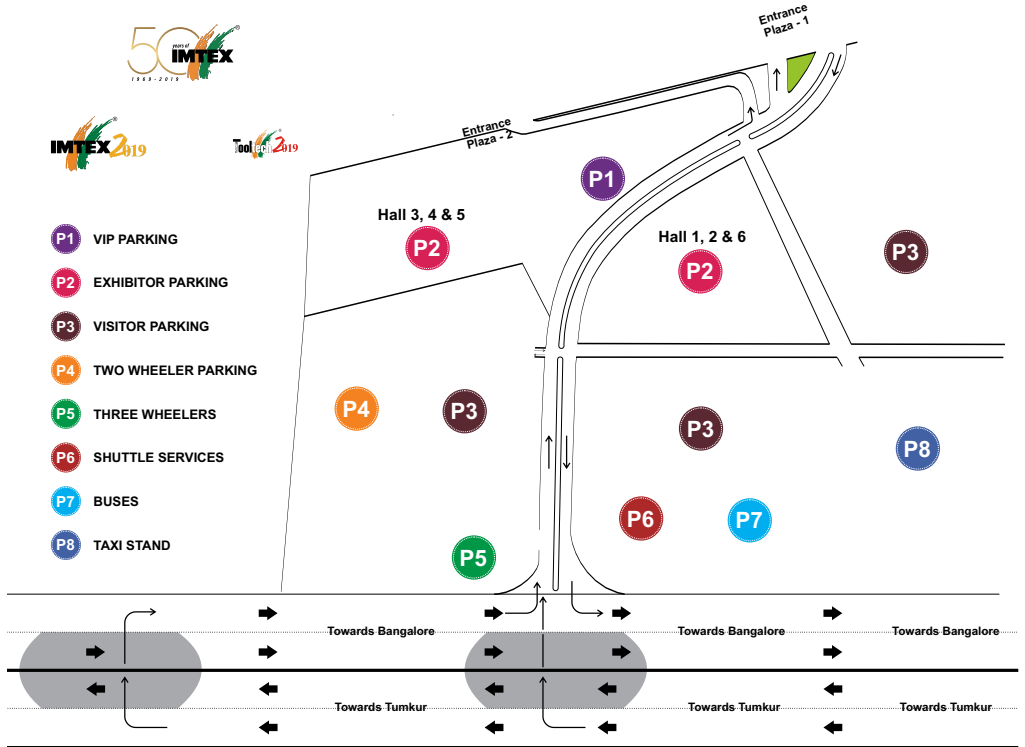 Entrance
Plaza - 1
50 years of
IMTEX®
1969-2019
IMTEX 2019®
Tooltech 2019®
Entrance
Plaza - 2
P1
Hall 3, 4 & 5
P2
Hall 1, 2 & 6
P2
P3
P1 VIP PARKING
P2 EXHIBITOR PARKING
P3 VISITOR PARKING
P4 TWO WHEELER PARKING
P5 THREE WHEELERS
P6 SHUTTLE SERVICES
P7 BUSES
P8 TAXI STAND
P4
P3
P3
P8
P6
P7
P5
Towards Bangalore
Towards Bangalore
Towards Bangalore
Towards Tumkur
Towards Tumkur
Towards Tumkur